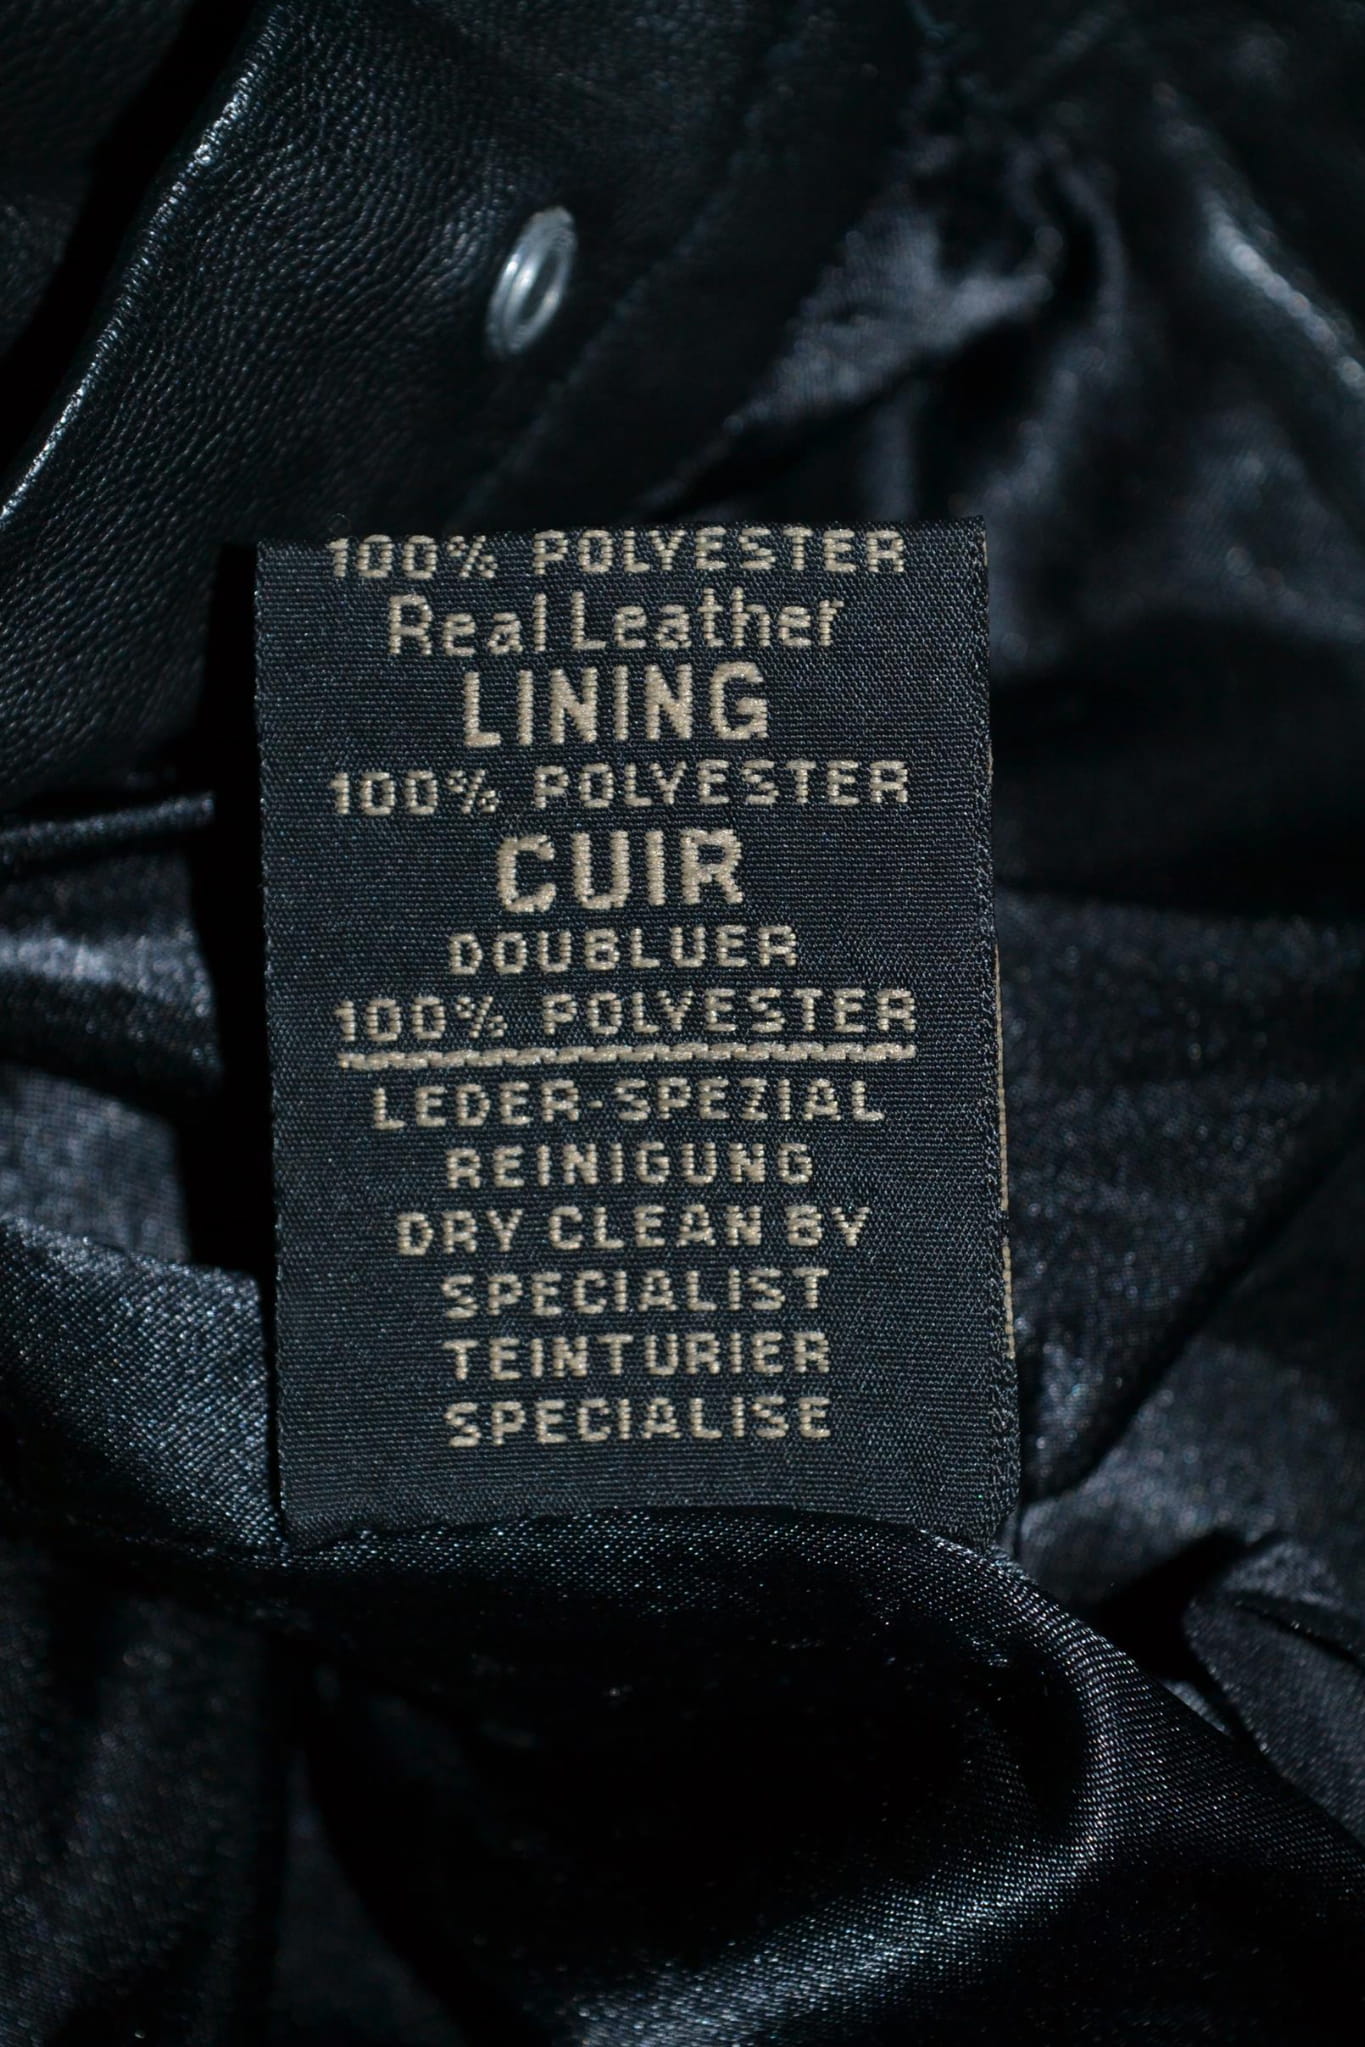 100% POLYESTER
Real Leather
LINING
100% POLYESTER
CUIR
DOUBLUER
100% POLYESTER
LEDER-SPEZIAL
REINIGUNG
DRY CLEAN BY
SPECIALIST
TEINTURIER
SPECIALISE